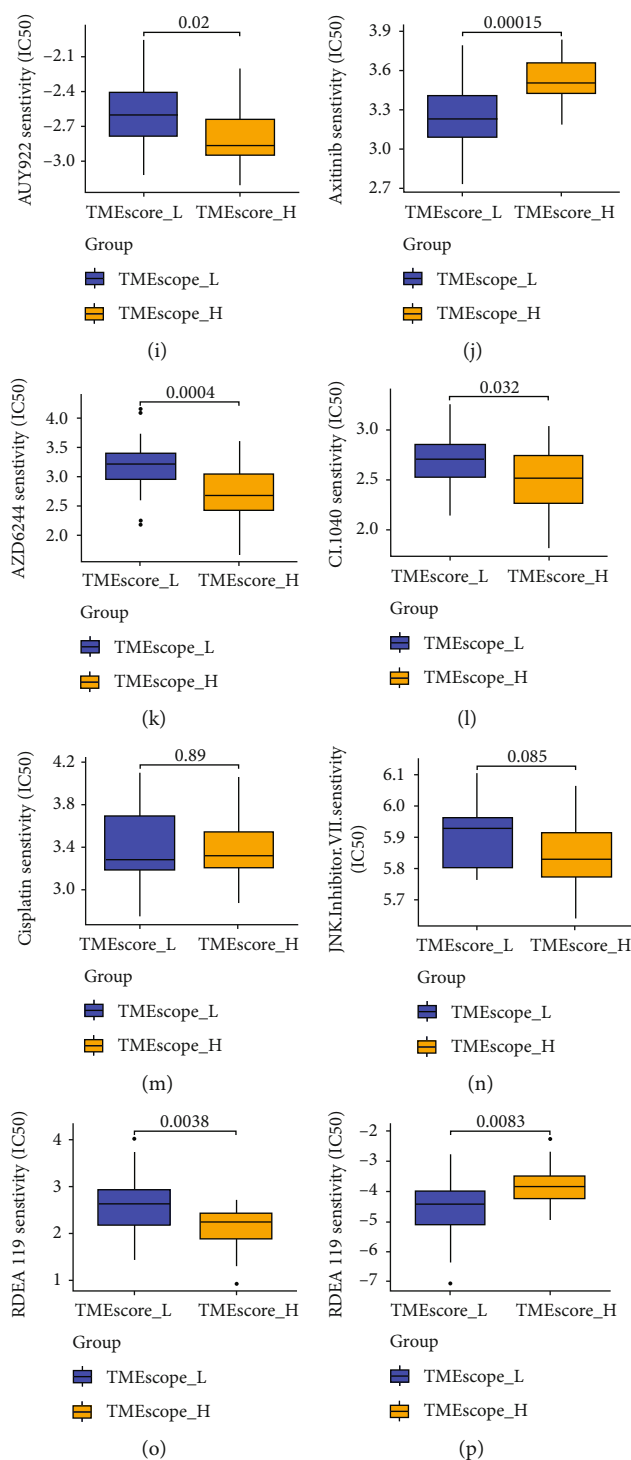 AUY922 senstivity (IC50)
0.02
−2.1
−2.4
−2.7
−3.0
TMEscore_L TMEscore_H
Group
TMEscope_L
TMEscope_H
(i)
Axitinib senstivity (IC50)
0.00015
3.6
3.3
3.0
2.7
TMEscore_L TMEscore_H
Group
TMEscope_L
TMEscope_H
(j)
AZD6244 senstivity (IC50)
0.0004
4.0
3.5
3.0
2.5
2.0
TMEscore_L TMEscore_H
Group
TMEscope_L
TMEscope_H
(k)
CI.1040 senstivity (IC50)
0.032
3.0
2.5
2.0
TMEscore_L TMEscore_H
Group
TMEscope_L
TMEscope_H
(l)
Cisplatin senstivity (IC50)
0.89
4.2
3.4
3.0
TMEscore_L TMEscore_H
Group
TMEscope_L
TMEscope_H
(m)
JNK.Inhibitor.VII.senstivity
(IC50)
0.085
6.1
6.0
5.9
5.8
5.7
TMEscore_L TMEscore_H
Group
TMEscope_L
TMEscope_H
(n)
RDEA 119 senstivity (IC50)
0.0038
4
3
2
1
TMEscore_L TMEscore_H
Group
TMEscope_L
TMEscope_H
(o)
RDEA 119 senstivity (IC50)
0.0083
−2
−3
−4
−5
−6
−7
TMEscore_L TMEscore_H
Group
TMEscope_L
TMEscope_H
(p)